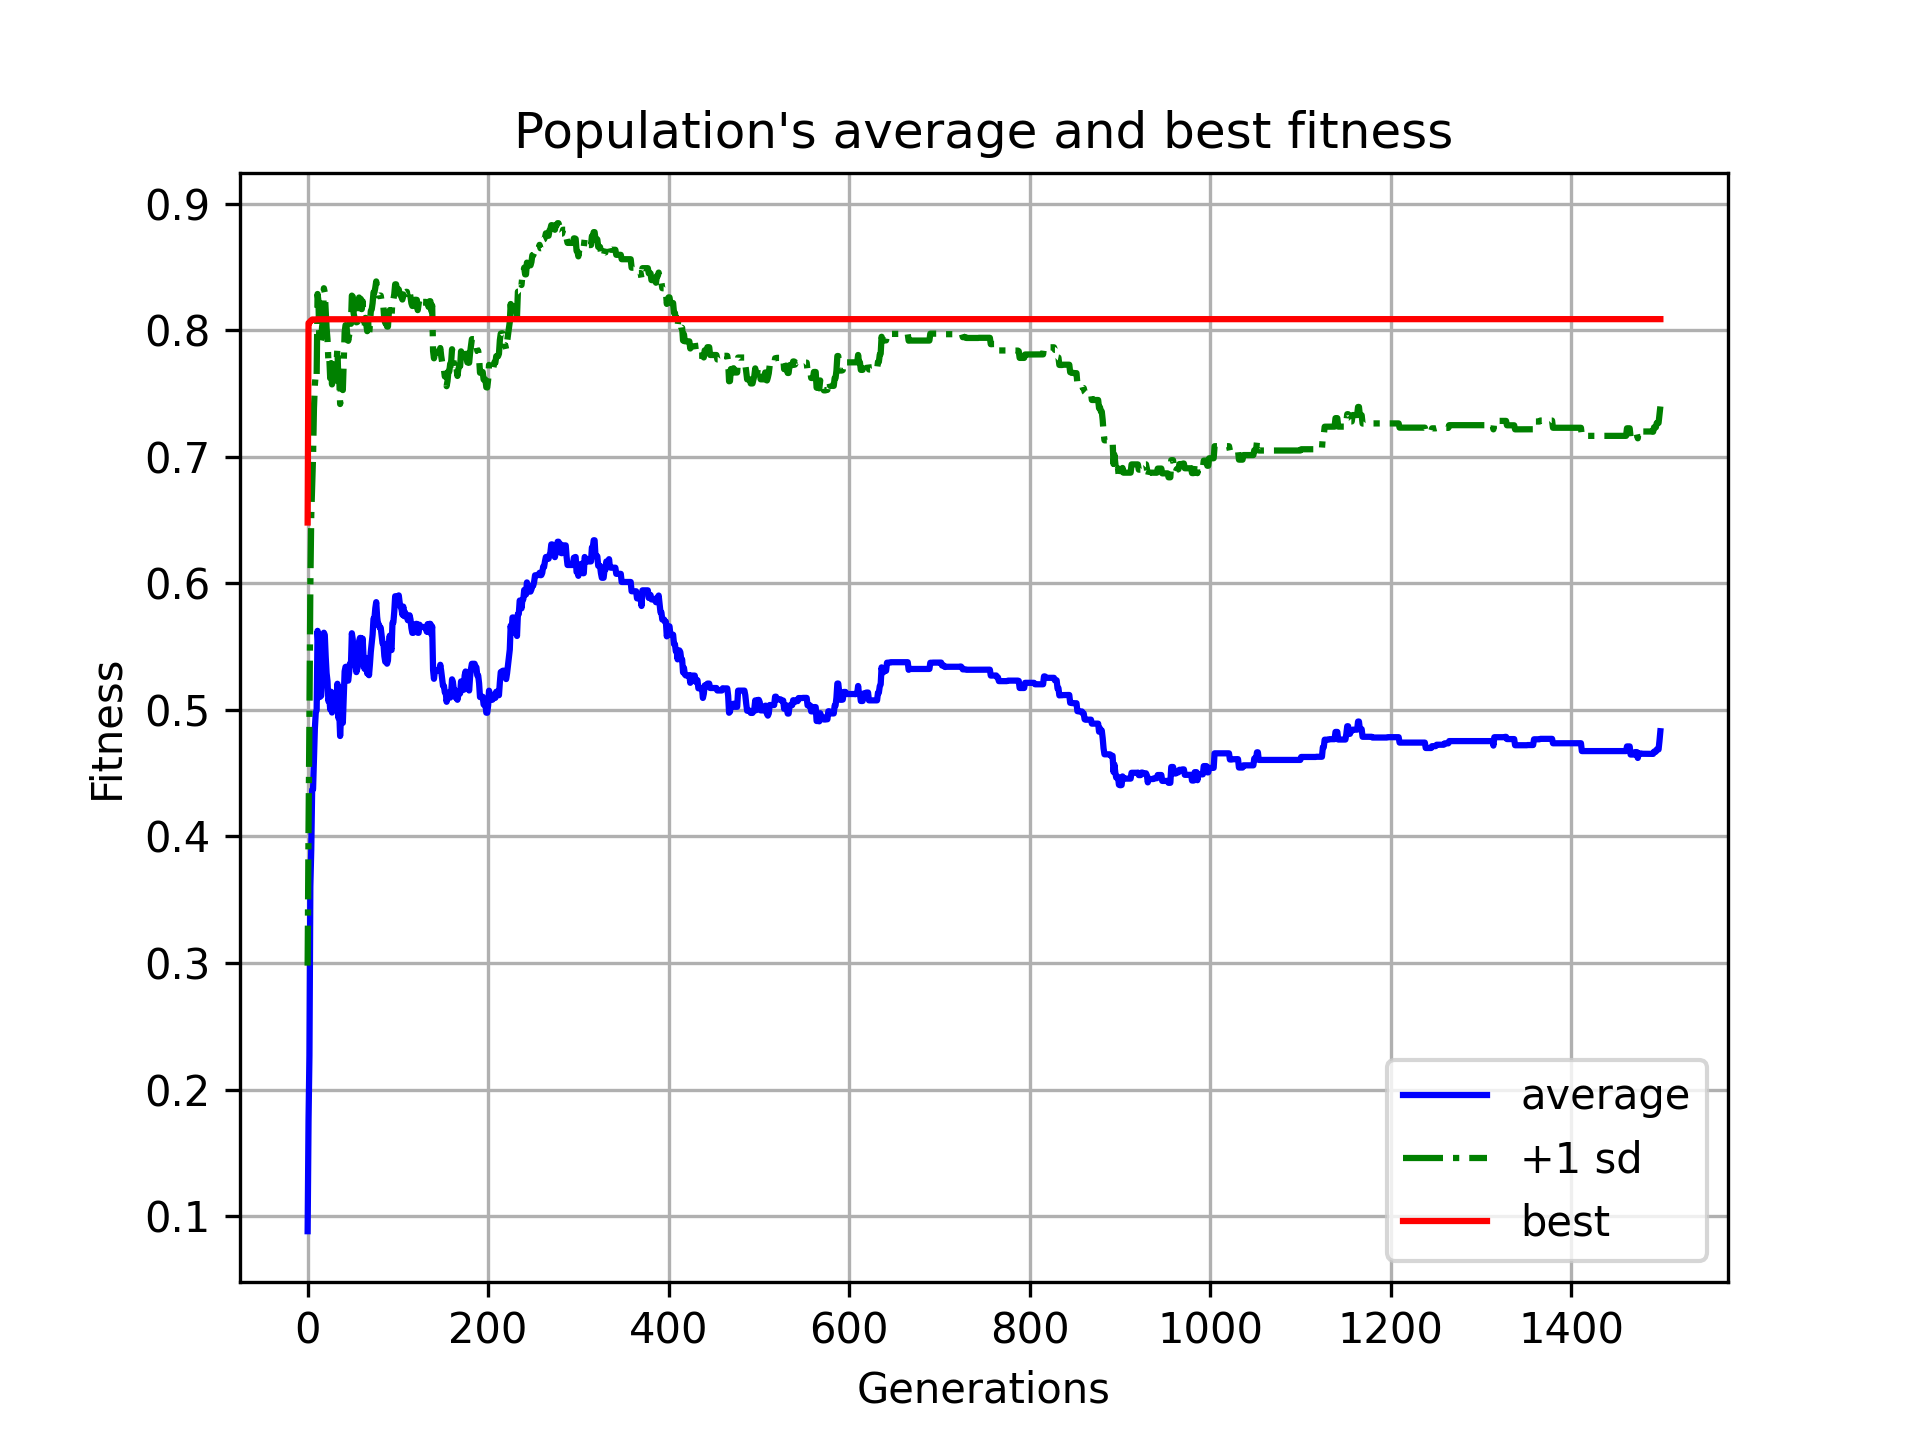 Population's average and best fitness
Fitness
0.9
0.8
0.7
0.6
0.5
0.4
0.3
0.2
0.1
0 200 400 600 800 1000 1200 1400
Generations
average
+1 sd
best